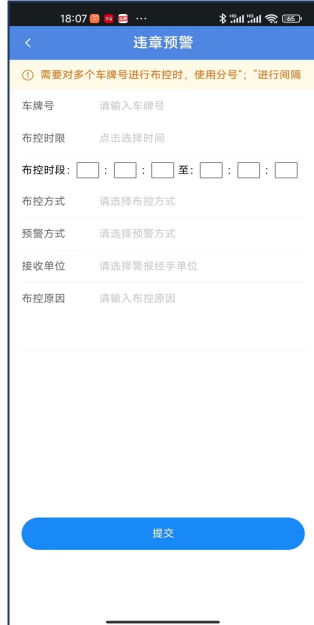 18:07 ··· HD HD 65
违章预警
需要对多个车牌号进行布控时，使用分号“；”进行间隔
车牌号 请输入车牌号
布控时限 点击选择时间
布控时段： : : 至： : :
布控方式 请选择布控方式
预警方式 请选择预警方式
接收单位 请选择警报经手单位
布控原因 请输入布控原因
提交